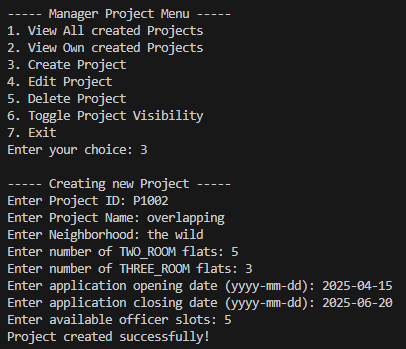 ----- Manager Project Menu -----
1. View All created Projects
2. View Own created Projects
3. Create Project
4. Edit Project
5. Delete Project
6. Toggle Project Visibility
7. Exit
Enter your choice: 3

----- Creating new Project -----
Enter Project ID: P1002
Enter Project Name: overlapping
Enter Neighborhood: the wild
Enter number of TWO_ROOM flats: 5
Enter number of THREE_ROOM flats: 3
Enter application opening date (yyyy-mm-dd): 2025-04-15
Enter application closing date (yyyy-mm-dd): 2025-06-20
Enter available officer slots: 5
Project created successfully!